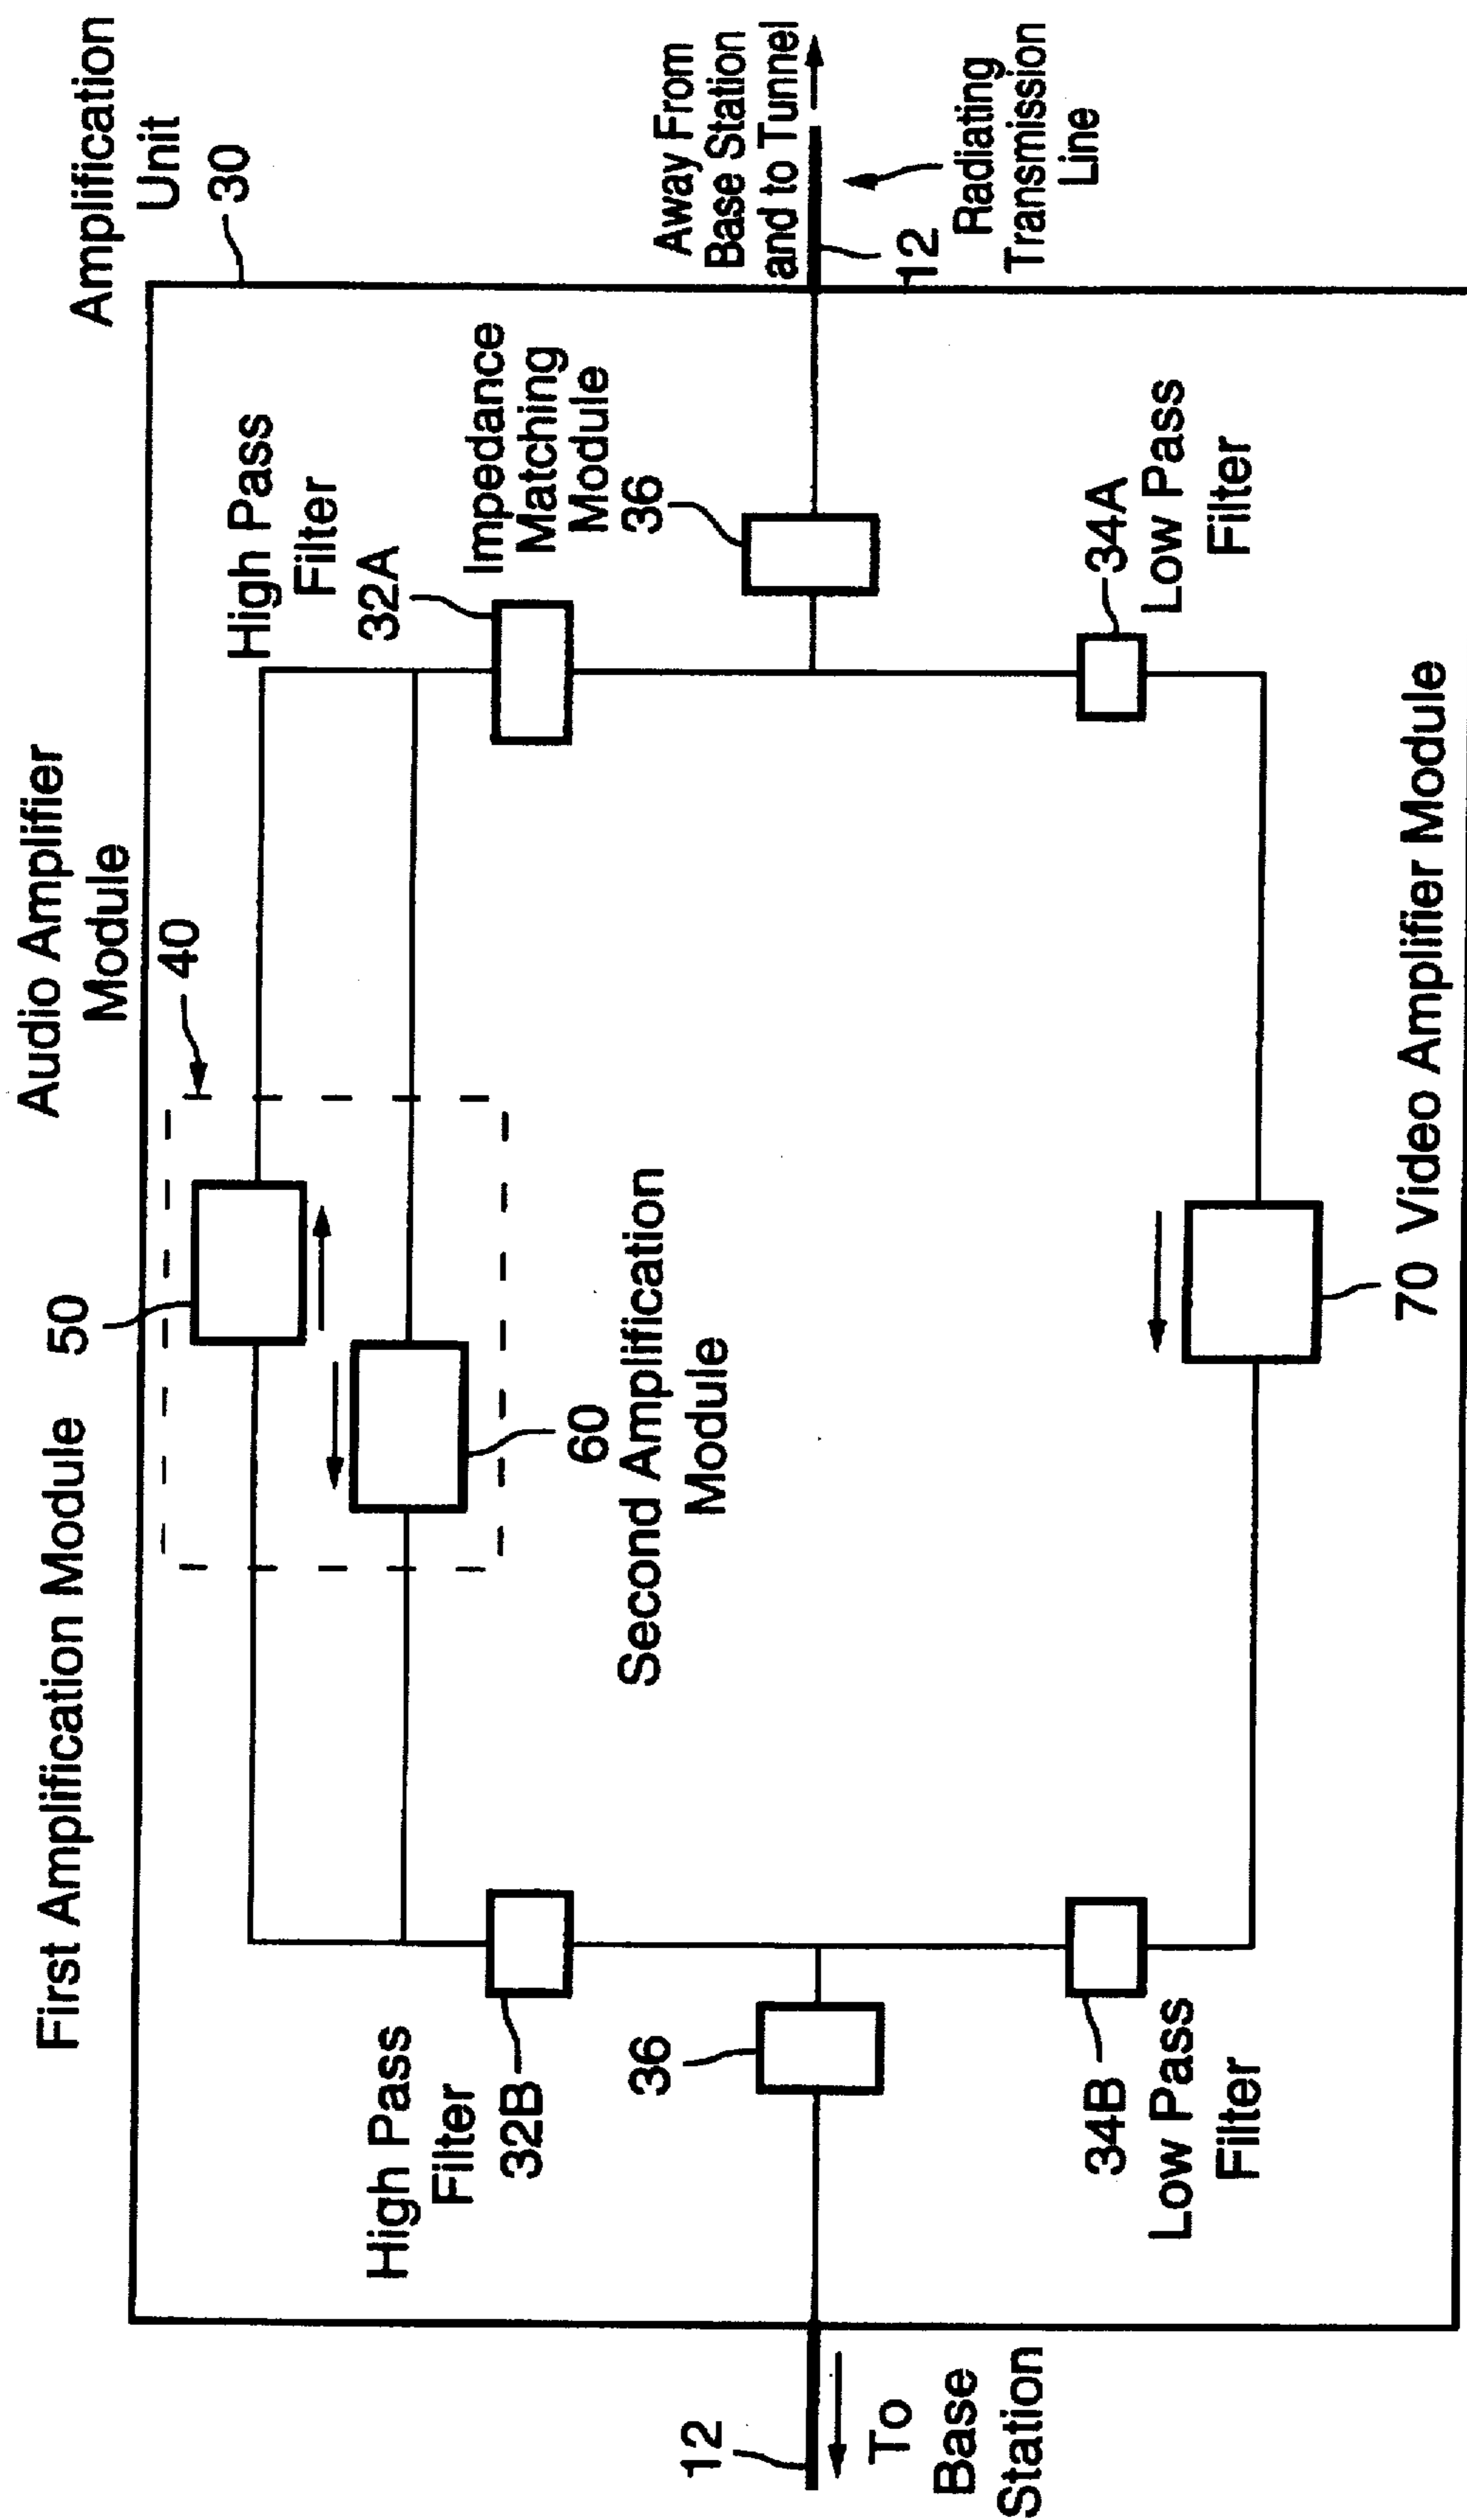 Amplification
Unit
30
Audio Amplifier
Module
40
First Amplification Module 50
High Pass
Filter
32A
Impedance
Matching
Module
36
Away From
Base Station
and to Tunnel
12
Radiating
Transmission
Line
34A
Low Pass
Filter
60
Second Amplification
Module
High Pass
Filter
32B
36
34B
Low Pass
Filter
70 Video Amplifier Module
12
To
Base
Station